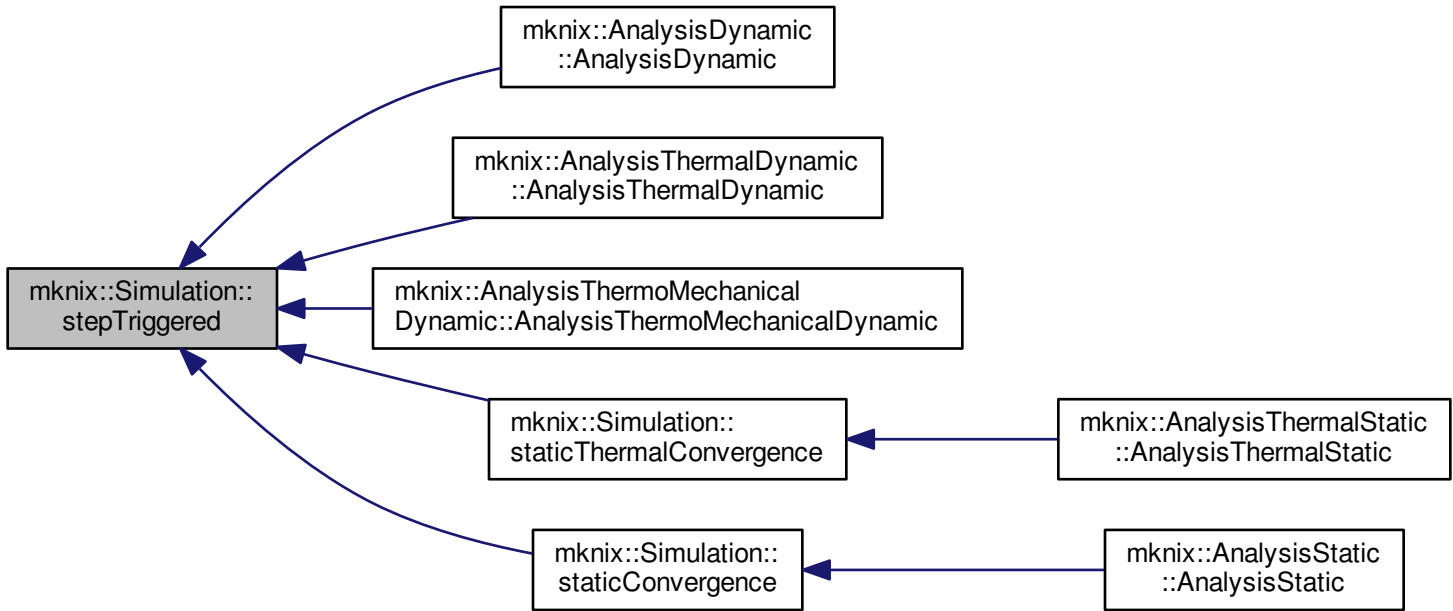 mknix::AnalysisDynamic
::AnalysisDynamic
mknix::AnalysisThermalDynamic
::AnalysisThermalDynamic
mknix::Simulation::
stepTriggered
mknix::AnalysisThermoMechanical
Dynamic::AnalysisThermoMechanicalDynamic
mknix::Simulation::
staticThermalConvergence
mknix::AnalysisThermalStatic
::AnalysisThermalStatic
mknix::Simulation::
staticConvergence
mknix::AnalysisStatic
::AnalysisStatic